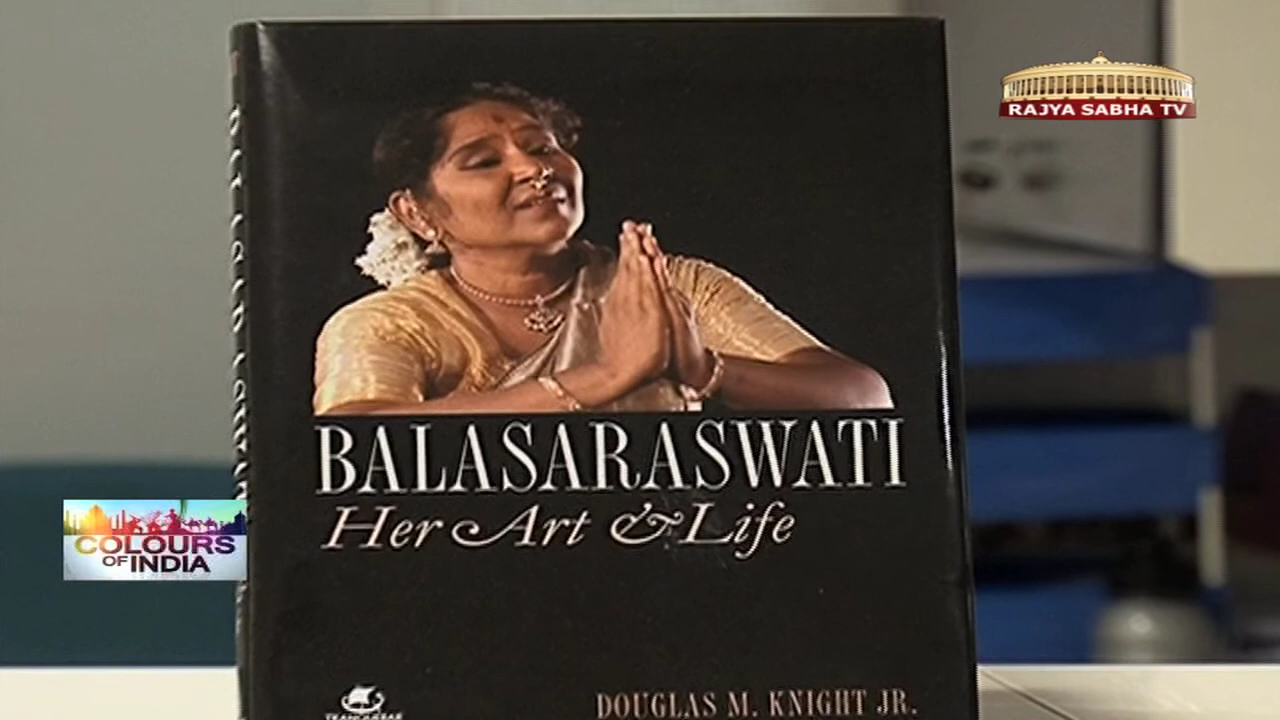 RAJYA SABHA TV
BALASARASWATI
Her Art & Life
COLOURS
OF INDIA
DOUGLAS M. KNIGHT JR.